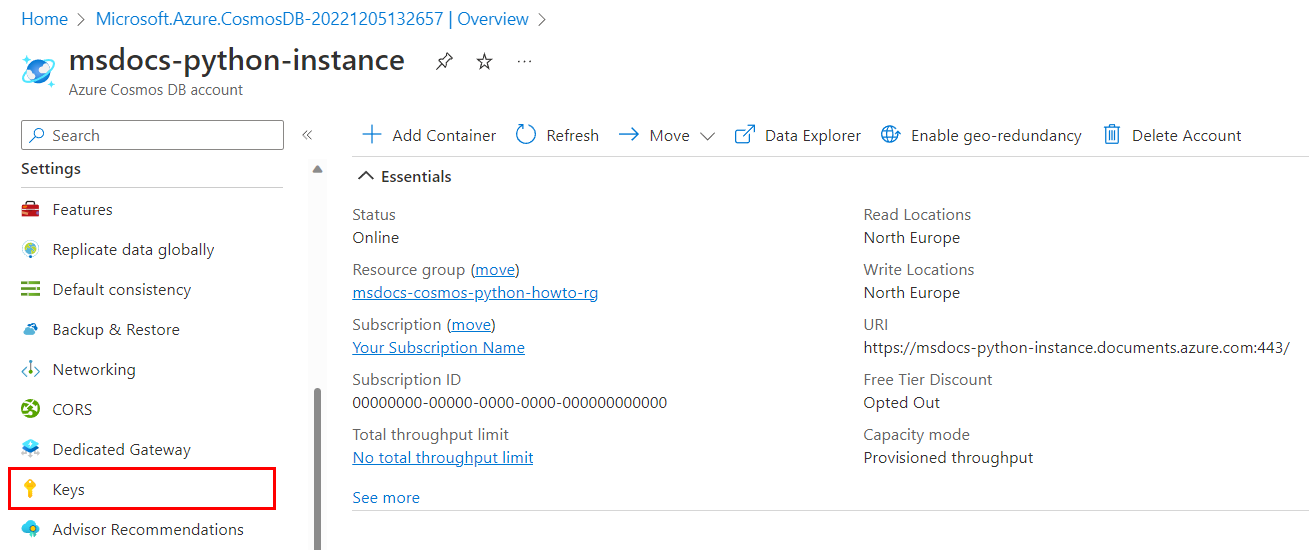 Home > Microsoft.Azure.CosmosDB-20221205132657 | Overview >
msdocs-python-instance
Azure Cosmos DB account
Search
Add Container Refresh Move Data Explorer Enable geo-redundancy Delete Account
Settings
Features
Replicate data globally
Default consistency
Backup & Restore
Networking
CORS
Dedicated Gateway
Keys
Advisor Recommendations
Essentials
Status
Online
Resource group (move)
msdocs-cosmos-python-howto-rg
Subscription (move)
Your Subscription Name
Subscription ID
00000000-00000-0000-0000-000000000000
Total throughput limit
No total throughput limit
See more
Read Locations
North Europe
Write Locations
North Europe
URI
https://msdocs-python-instance.documents.azure.com:443/
Free Tier Discount
Opted Out
Capacity mode
Provisioned throughput